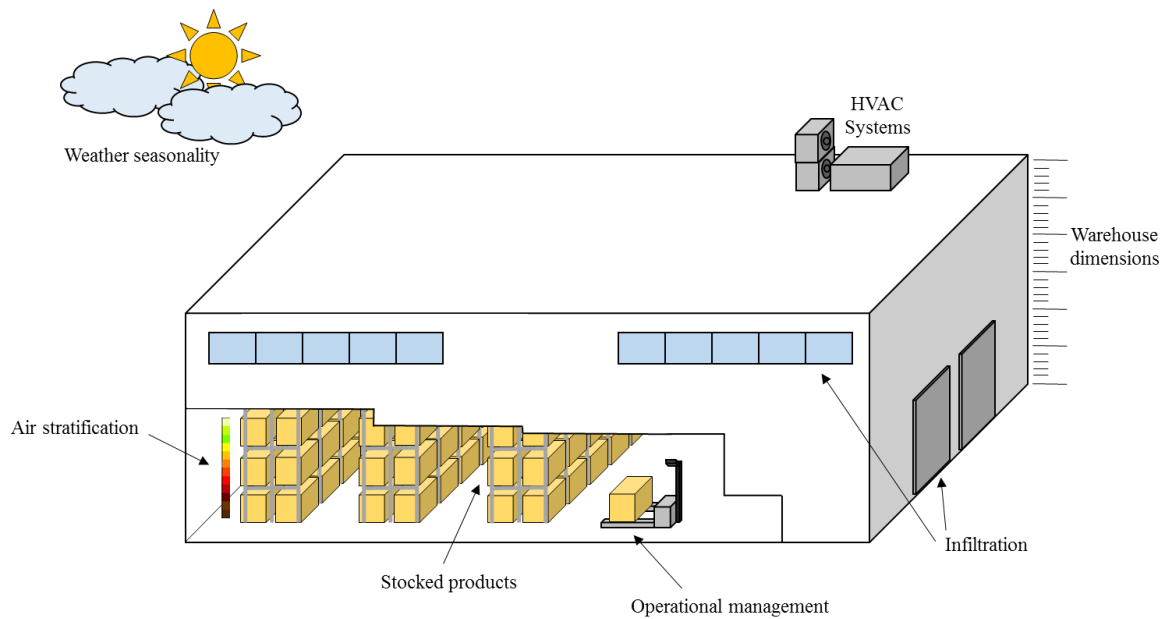 HVAC
Systems
Weather seasonality
Warehouse
dimensions
Air stratification
Infiltration
Stocked products
Operational management